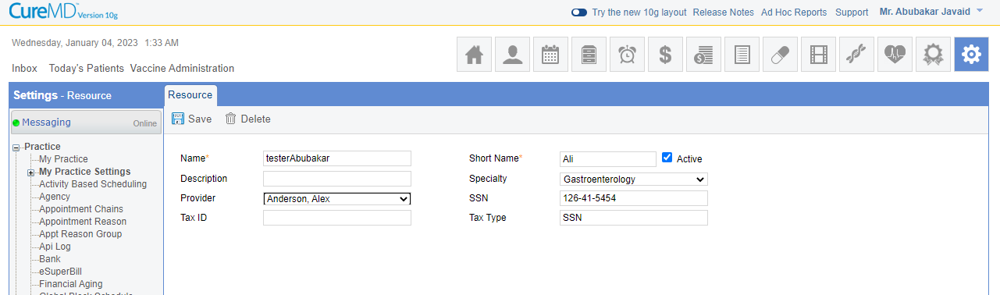 CureMD Version 10g
Try the new 10g layout Release Notes Ad Hoc Reports Support Mr. Abubakar Javaid
Wednesday, January 04, 2023 1:33 AM
Inbox Today's Patients Vaccine Administration
Settings - Resource
Resource
Messaging Online
Save Delete
Practice
My Practice
My Practice Settings
Activity Based Scheduling
Agency
Appointment Chains
Appointment Reason
Appt Reason Group
Api Log
Bank
eSuperBill
Financial Aging
Global Block Schedule
Name* testerAbubakar Short Name* Ali Active
Description Specialty Gastroenterology
Provider Anderson, Alex SSN 126-41-5454
Tax ID Tax Type SSN